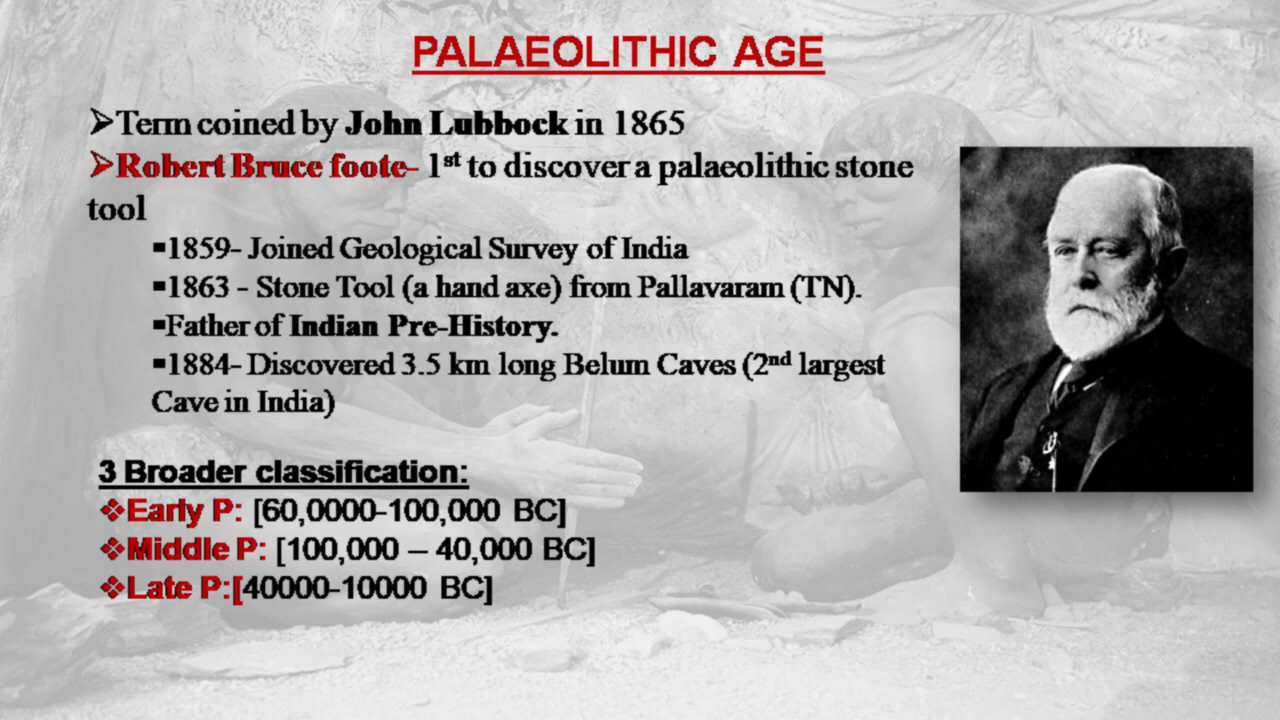 PALAEOLITHIC AGE
➢Term coined by John Lubbock in 1865
➢Robert Bruce foote- 1st to discover a palaeolithic stone
tool
▪1859- Joined Geological Survey of India
▪1863 - Stone Tool (a hand axe) from Pallavaram (TN).
▪Father of Indian Pre-History.
▪1884- Discovered 3.5 km long Belum Caves (2nd largest
Cave in India)
3 Broader classification:
❖Early P: [60,0000-100,000 BC]
❖Middle P: [100,000 – 40,000 BC]
❖Late P:[40000-10000 BC]